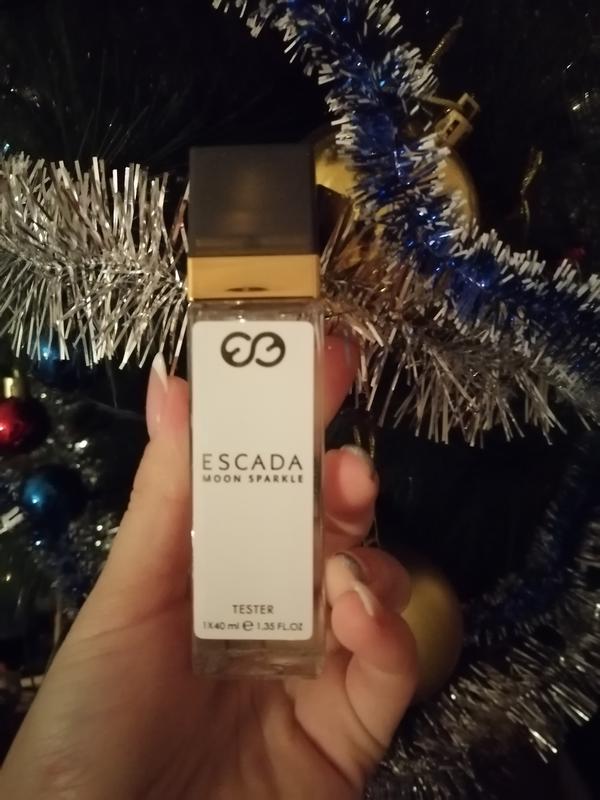 ESCADA
MOON SPARKLE
TESTER
1X40 ml ℮ 1.35 FL.OZ